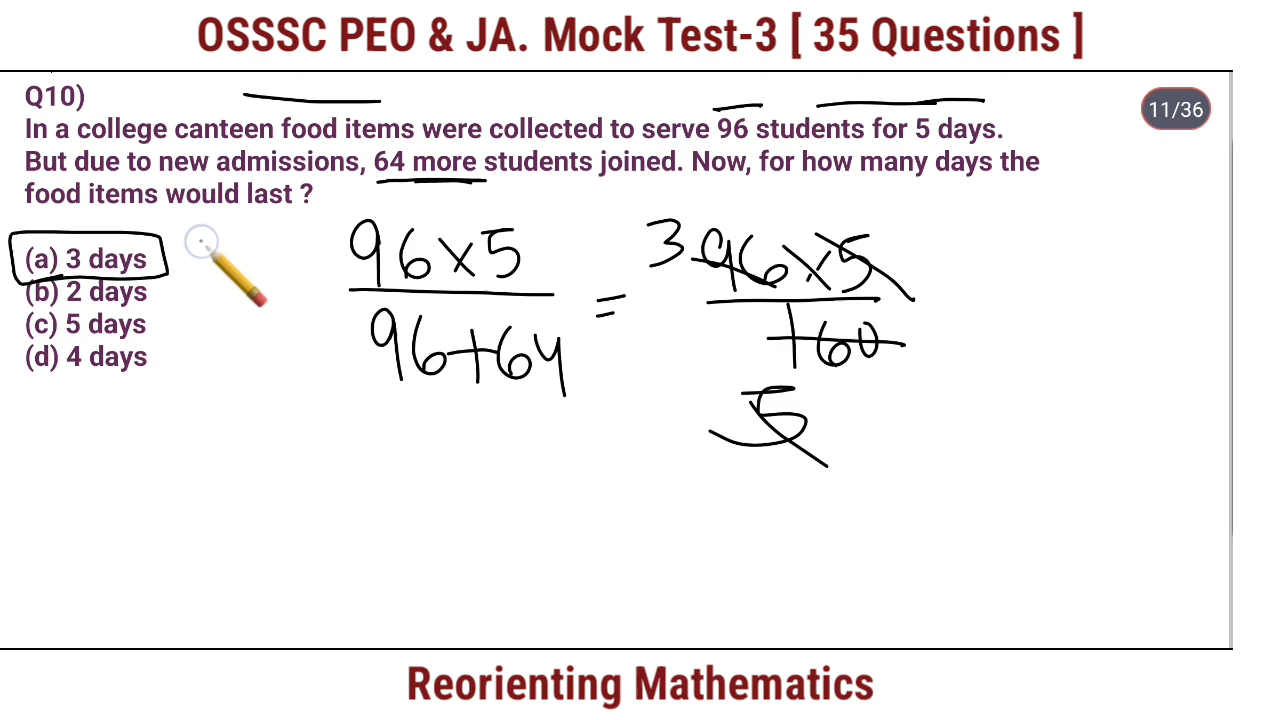 OSSSC PEO & JA. Mock Test-3 [ 35 Questions ]
11/36
Q10)
In a college canteen food items were collected to serve 96 students for 5 days.
But due to new admissions, 64 more students joined. Now, for how many days the
food items would last ?
(a) 3 days
(b) 2 days
(c) 5 days
(d) 4 days
96×5
96+64
=
3 96×5
160
5
Reorienting Mathematics